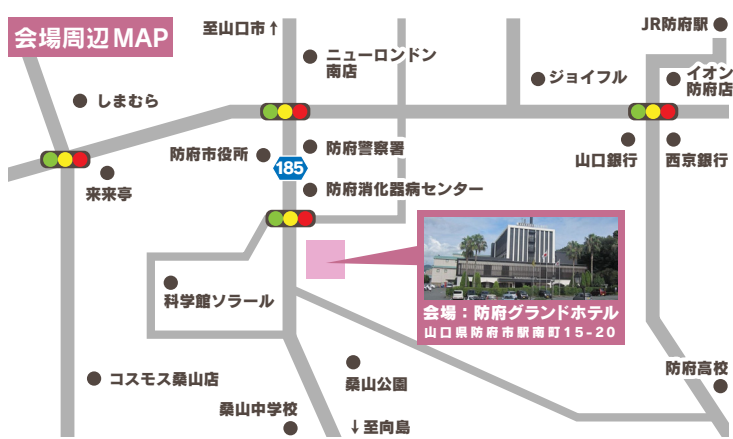 会場周辺MAP
至山口市↑
JR防府駅
ニューロンドン
南店
ジョイフル
イオン
防府店
しまむら
防府市役所
防府警察署
山口銀行
西京銀行
185
来来亭
防府消化器病センター
科学館ソラール
会場：防府グランドホテル
山口県防府市駅南町15-20
コスモス桑山店
桑山公園
防府高校
桑山中学校
↓至向島